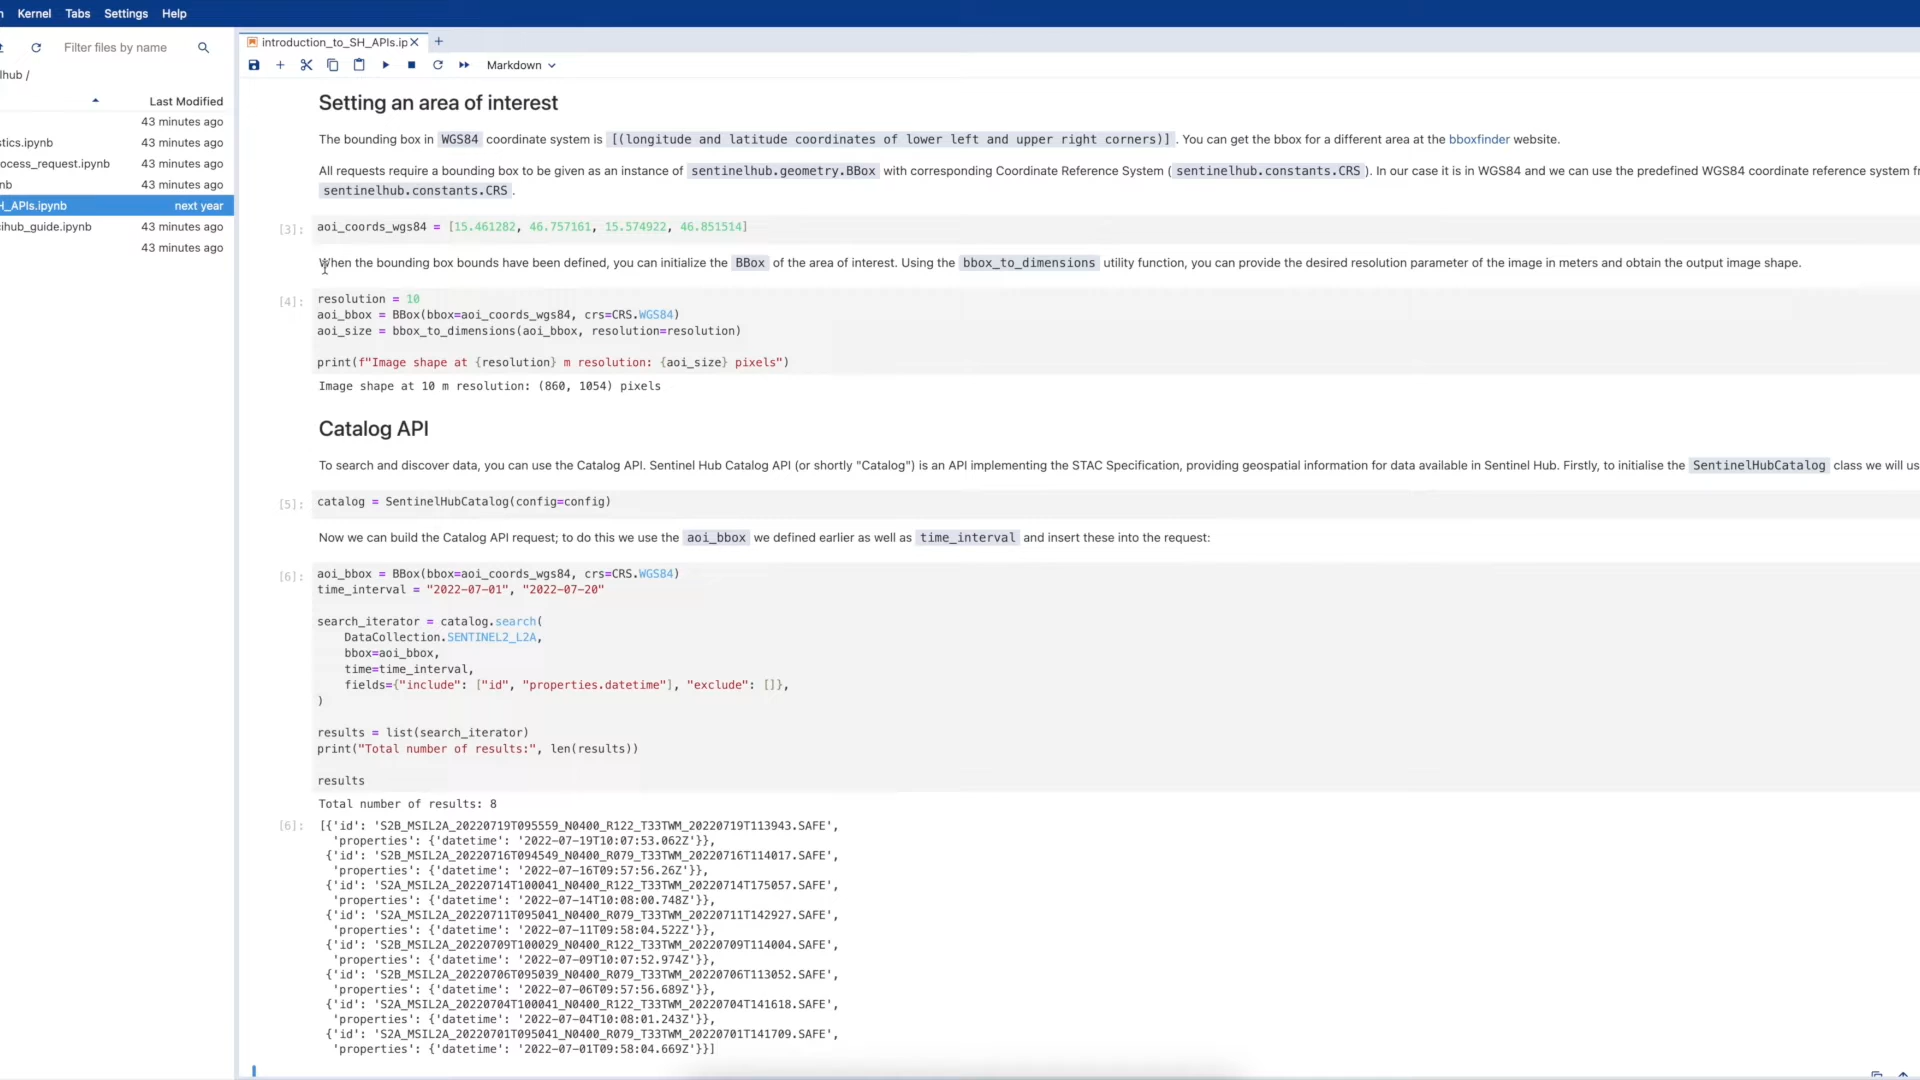 Kernel Tabs Settings Help
Filter files by name
lhub /
Last Modified
43 minutes ago
stics.ipynb 43 minutes ago
ocess_request.ipynb 43 minutes ago
nb 43 minutes ago
H_APIs.ipynb next year
ihub_guide.ipynb 43 minutes ago
43 minutes ago
introduction_to_SH_APIs.ip
Markdown
Setting an area of interest
The bounding box in WGS84 coordinate system is [(longitude and latitude coordinates of lower left and upper right corners)] . You can get the bbox for a different area at the bboxfinder website.
All requests require a bounding box to be given as an instance of sentinelhub.geometry.BBox with corresponding Coordinate Reference System ( sentinelhub.constants.CRS ). In our case it is in WGS84 and we can use the predefined WGS84 coordinate reference system fr
sentinelhub.constants.CRS .
[3]: aoi_coords_wgs84 = [15.461282, 46.757161, 15.574922, 46.851514]
When the bounding box bounds have been defined, you can initialize the BBox of the area of interest. Using the bbox_to_dimensions utility function, you can provide the desired resolution parameter of the image in meters and obtain the output image shape.
[4]: resolution = 10
aoi_bbox = BBox(bbox=aoi_coords_wgs84, crs=CRS.WGS84)
aoi_size = bbox_to_dimensions(aoi_bbox, resolution=resolution)
print(f"Image shape at {resolution} m resolution: {aoi_size} pixels")
Image shape at 10 m resolution: (860, 1054) pixels
Catalog API
To search and discover data, you can use the Catalog API. Sentinel Hub Catalog API (or shortly "Catalog") is an API implementing the STAC Specification, providing geospatial information for data available in Sentinel Hub. Firstly, to initialise the SentinelHubCatalog class we will us
[5]: catalog = SentinelHubCatalog(config=config)
Now we can build the Catalog API request; to do this we use the aoi_bbox we defined earlier as well as time_interval and insert these into the request:
[6]: aoi_bbox = BBox(bbox=aoi_coords_wgs84, crs=CRS.WGS84)
time_interval = "2022-07-01", "2022-07-20"
search_iterator = catalog.search(
DataCollection.SENTINEL2_L2A,
bbox=aoi_bbox,
time=time_interval,
fields={"include": ["id", "properties.datetime"], "exclude": []},
)
results = list(search_iterator)
print("Total number of results:", len(results))
results
Total number of results: 8
[6]: [{'id': 'S2B_MSIL2A_20220719T095559_N0400_R122_T33TWM_20220719T113943.SAFE',
'properties': {'datetime': '2022-07-19T10:07:53.062Z'}},
{'id': 'S2B_MSIL2A_20220716T094549_N0400_R079_T33TWM_20220716T114017.SAFE',
'properties': {'datetime': '2022-07-16T09:57:56.26Z'}},
{'id': 'S2A_MSIL2A_20220714T100041_N0400_R122_T33TWM_20220714T175057.SAFE',
'properties': {'datetime': '2022-07-14T10:08:00.748Z'}},
{'id': 'S2A_MSIL2A_20220711T095041_N0400_R079_T33TWM_20220711T142927.SAFE',
'properties': {'datetime': '2022-07-11T09:58:04.522Z'}},
{'id': 'S2B_MSIL2A_20220709T100029_N0400_R122_T33TWM_20220709T114004.SAFE',
'properties': {'datetime': '2022-07-09T10:07:52.974Z'}},
{'id': 'S2B_MSIL2A_20220706T095039_N0400_R079_T33TWM_20220706T113052.SAFE',
'properties': {'datetime': '2022-07-06T09:57:56.689Z'}},
{'id': 'S2A_MSIL2A_20220704T100041_N0400_R122_T33TWM_20220704T141618.SAFE',
'properties': {'datetime': '2022-07-04T10:08:01.243Z'}},
{'id': 'S2A_MSIL2A_20220701T095041_N0400_R079_T33TWM_20220701T141709.SAFE',
'properties': {'datetime': '2022-07-01T09:58:04.669Z'}}]